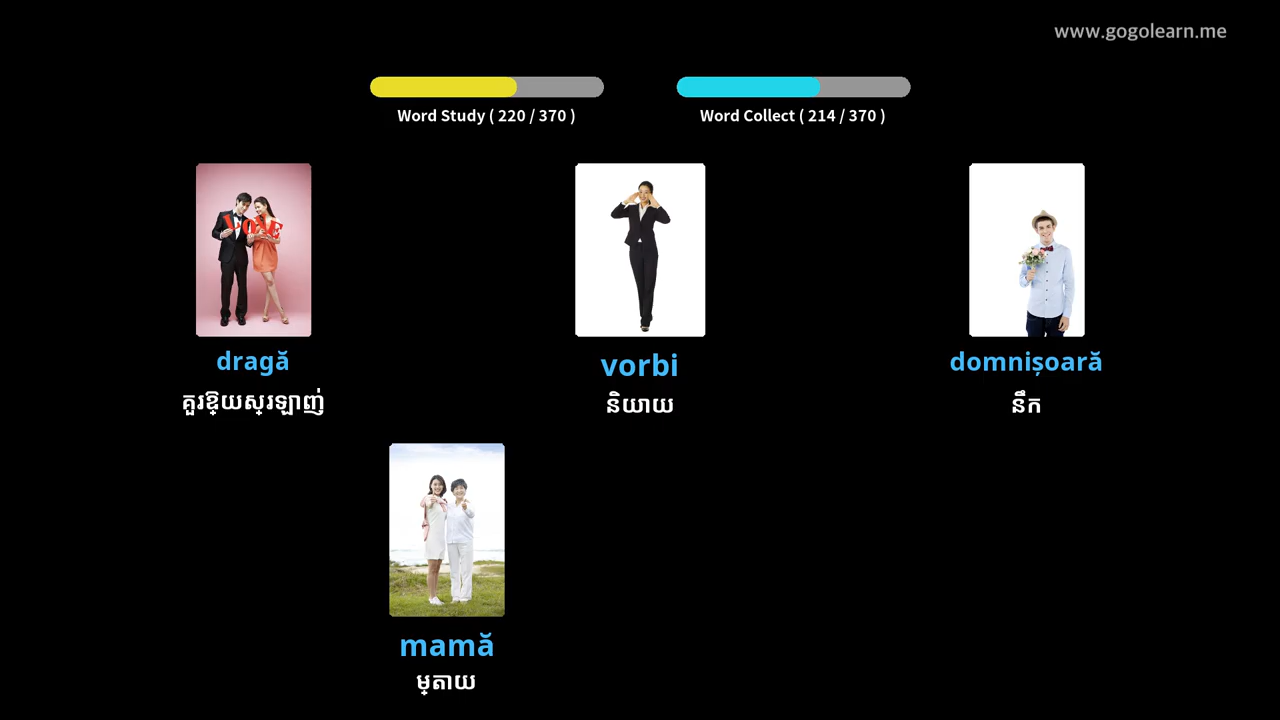 www.gogolearn.me
Word Study ( 220 / 370 )
Word Collect ( 214 / 370 )
LOVE
dragă
vorbi
domnișoară
គួរឱ្យស្រឡាញ់
និយាយ
នឹក
mamă
ម្តាយ